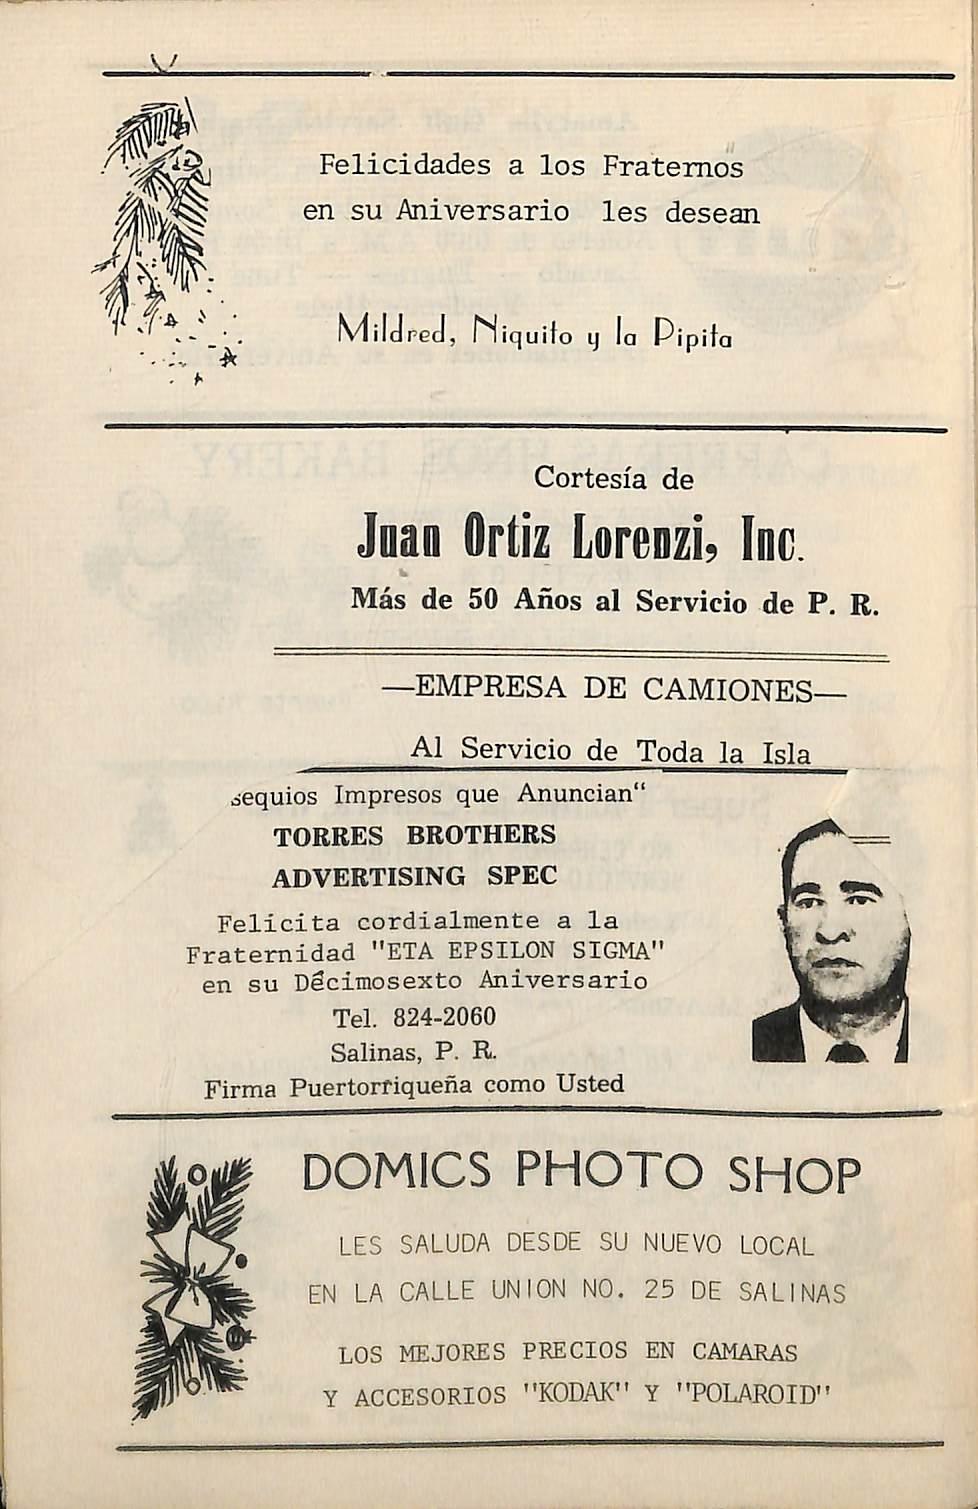 Felicidades a los Fraternos
en su Aniversario les desean
Mildred, Niquito y la Pipita
Cortesía de
Juan Ortiz Lorenzi, Inc.
Más de 50 Años al Servicio de P. R.
—EMPRESA DE CAMIONES—
Al Servicio de Toda la Isla
sequios Impresos que Anuncian“
TORRES BROTHERS
ADVERTISING SPEC
Felicita cordialmente a la
Fraternidad "ETA EPSILON SIGMA"
en su Décimosexto Aniversario
Tel. 824-2060
Salinas, P. R.
Firma Puertorriqueña como Usted
DOMICS PHOTO SHOP
LES SALUDA DESDE SU NUEVO LOCAL
EN LA CALLE UNION NO. 25 DE SALINAS
LOS MEJORES PRECIOS EN CAMARAS
Y ACCESORIOS "KODAK" Y "POLAROID"